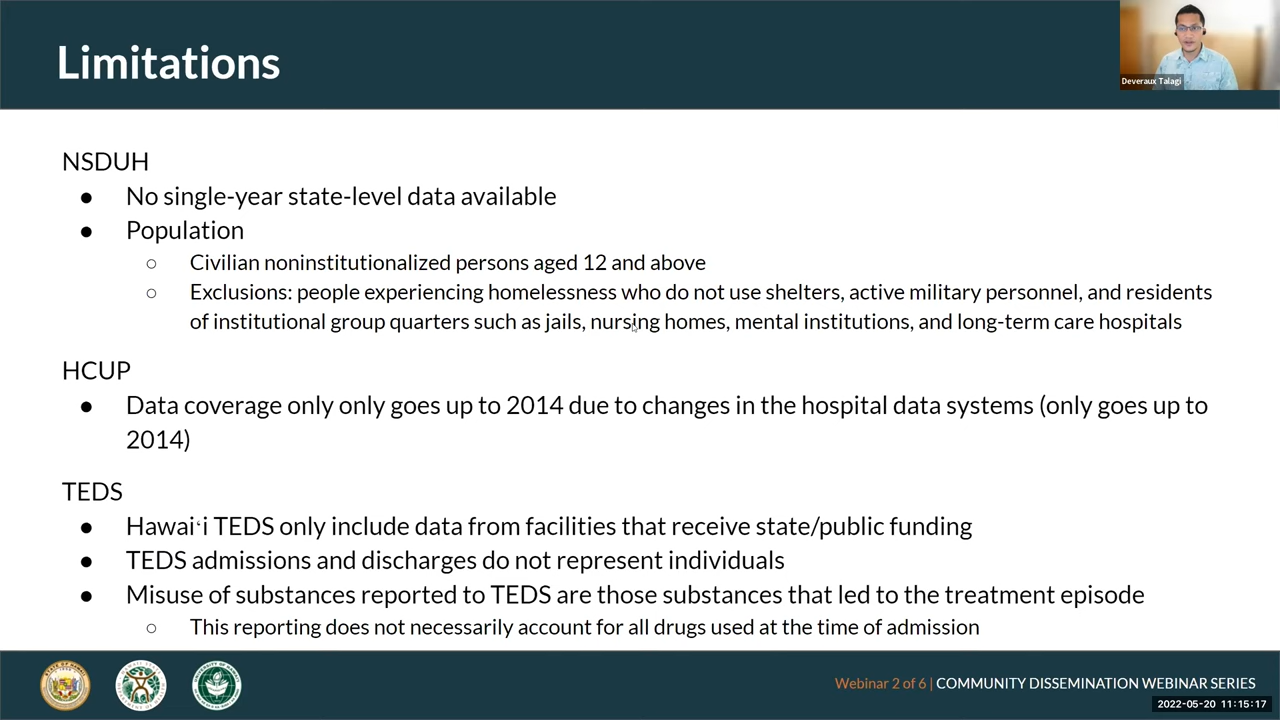 Limitations
Deveraux Talagi
NSDUH
● No single-year state-level data available
● Population
○ Civilian noninstitutionalized persons aged 12 and above
○ Exclusions: people experiencing homelessness who do not use shelters, active military personnel, and residents
of institutional group quarters such as jails, nursing homes, mental institutions, and long-term care hospitals
HCUP
● Data coverage only only goes up to 2014 due to changes in the hospital data systems (only goes up to
2014)
TEDS
● Hawaiʻi TEDS only include data from facilities that receive state/public funding
● TEDS admissions and discharges do not represent individuals
● Misuse of substances reported to TEDS are those substances that led to the treatment episode
○ This reporting does not necessarily account for all drugs used at the time of admission
Webinar 2 of 6 | COMMUNITY DISSEMINATION WEBINAR SERIES
2022-05-20 11:15:17